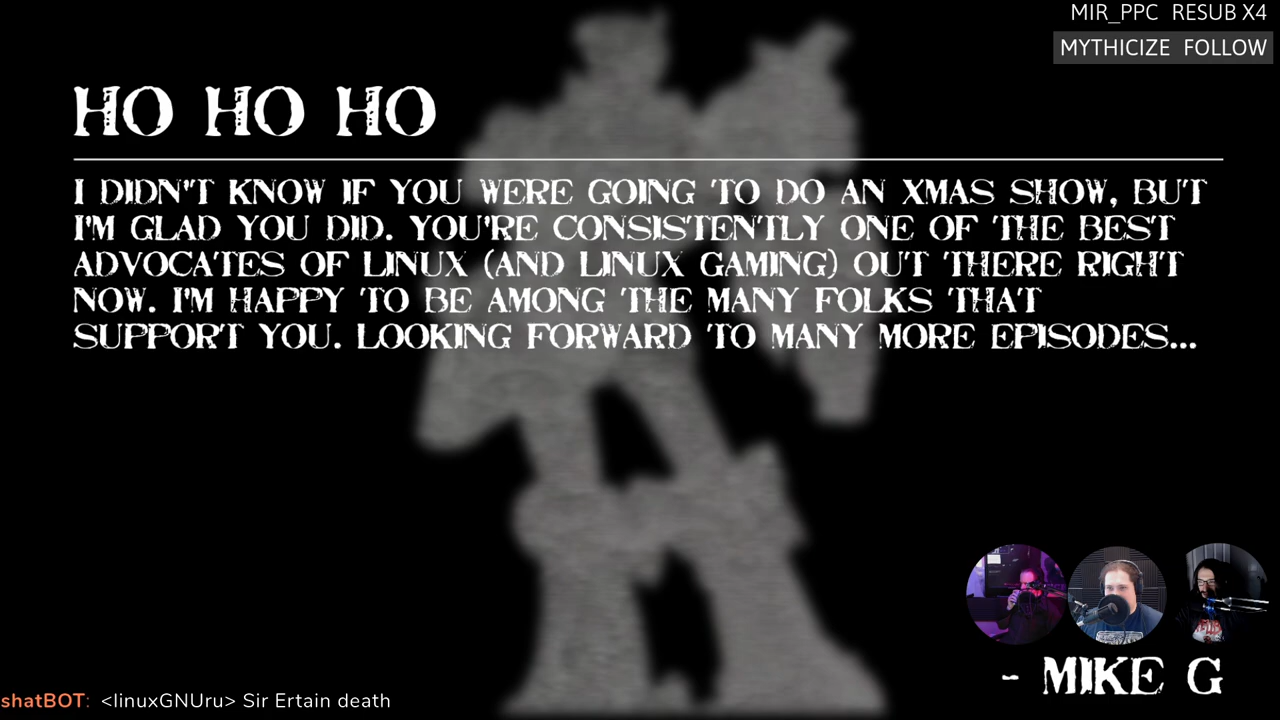 MIR_PPC RESUB X4
MYTHICIZE FOLLOW
HO HO HO
I DIDN'T KNOW IF YOU WERE GOING TO DO AN XMAS SHOW, BUT
I'M GLAD YOU DID. YOU'RE CONSISTENTLY ONE OF THE BEST
ADVOCATES OF LINUX (AND LINUX GAMING) OUT THERE RIGHT
NOW. I'M HAPPY TO BE AMONG THE MANY FOLKS THAT
SUPPORT YOU. LOOKING FORWARD TO MANY MORE EPISODES...
- MIKE G
shatBOT: <linuxGNUru> Sir Ertain death